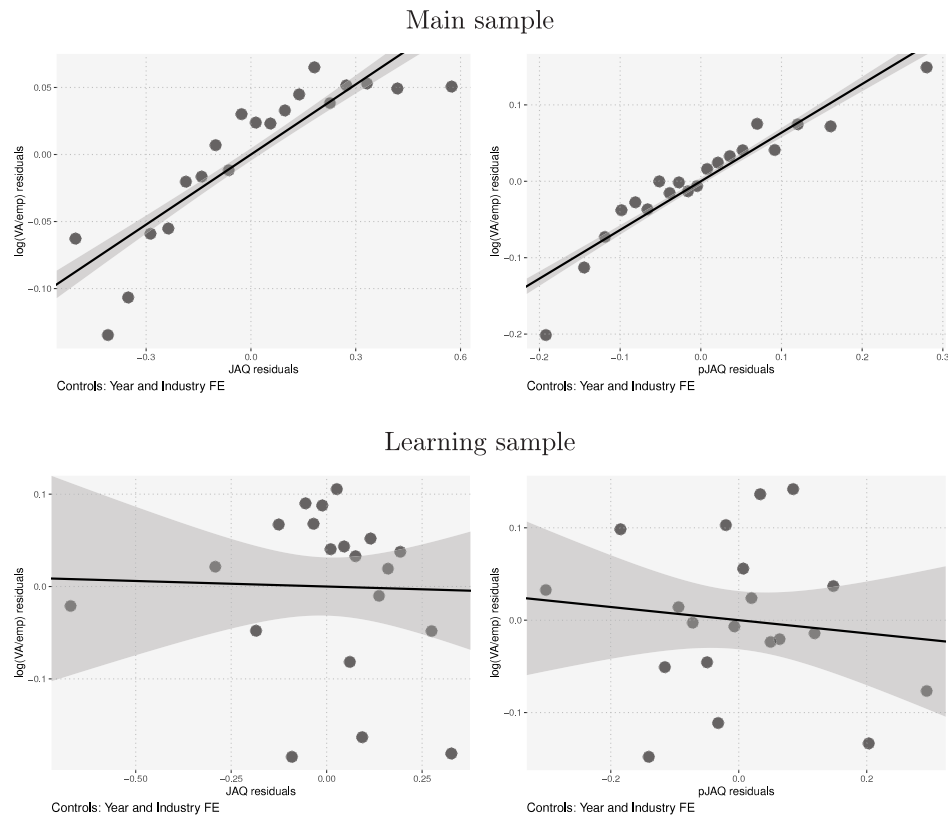 Main sample
log(VA/emp) residuals
0.05
0.00
−0.05
−0.10
−0.3
0.0
0.3
0.6
JAQ residuals
Controls: Year and Industry FE
log(VA/emp) residuals
0.1
0.0
−0.1
−0.2
−0.2
−0.1
0.0
0.1
0.2
0.3
pJAQ residuals
Controls: Year and Industry FE
Learning sample
log(VA/emp) residuals
0.1
0.0
−0.1
−0.50
−0.25
0.00
0.25
JAQ residuals
Controls: Year and Industry FE
log(VA/emp) residuals
0.1
0.0
−0.1
−0.2
0.0
0.2
pJAQ residuals
Controls: Year and Industry FE